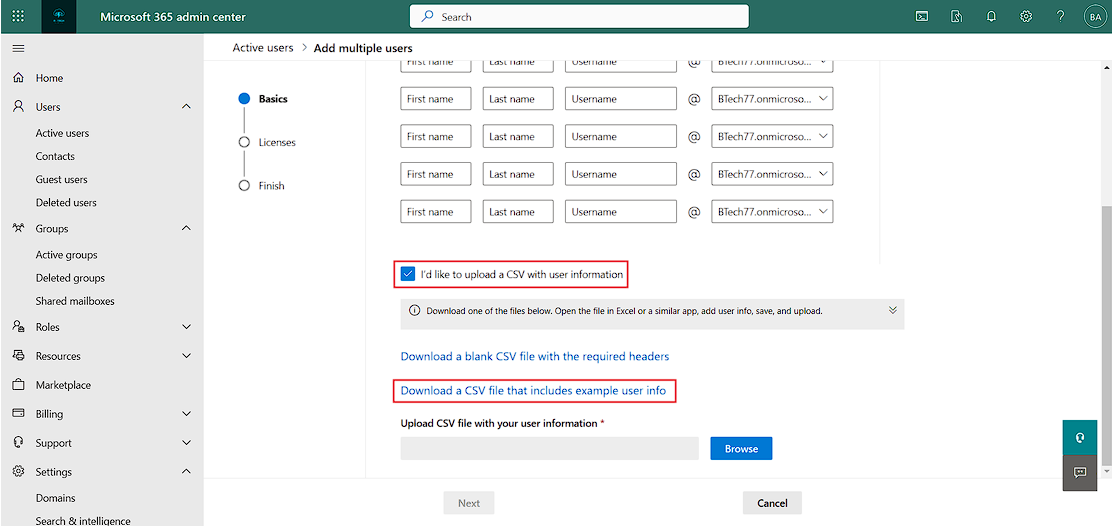 Microsoft 365 admin center
Search
BA
Active users > Add multiple users
Home
Users
Active users
Contacts
Guest users
Deleted users
Groups
Active groups
Deleted groups
Shared mailboxes
Roles
Resources
Marketplace
Billing
Support
Settings
Domains
Search & intelligence
Basics
Licenses
Finish
First name Last name Username @ BTech77.onmicroso...
First name Last name Username @ BTech77.onmicroso...
First name Last name Username @ BTech77.onmicroso...
First name Last name Username @ BTech77.onmicroso...
First name Last name Username @ BTech77.onmicroso...
I'd like to upload a CSV with user information
Download one of the files below. Open the file in Excel or a similar app, add user info, save, and upload.
Download a blank CSV file with the required headers
Download a CSV file that includes example user info
Upload CSV file with your user information *
Browse
Next
Cancel